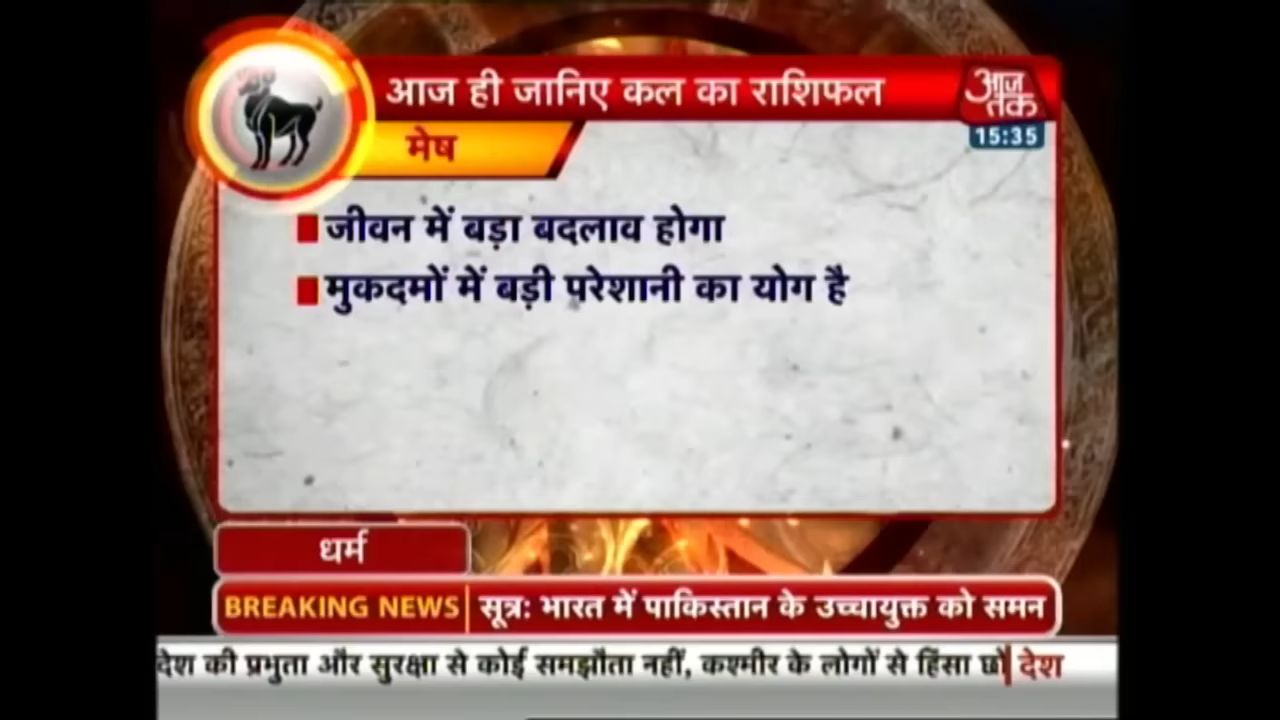 आज ही जानिए कल का राशिफल
आज
तक
15:35
मेष
जीवन में बड़ा बदलाव होगा
मुकदमों में बड़ी परेशानी का योग है
धर्म
BREAKING NEWS सूत्र: भारत में पाकिस्तान के उच्चायुक्त को समन
देश की प्रभुता और सुरक्षा से कोई समझौता नहीं, कश्मीर के लोगों से हिंसा देश